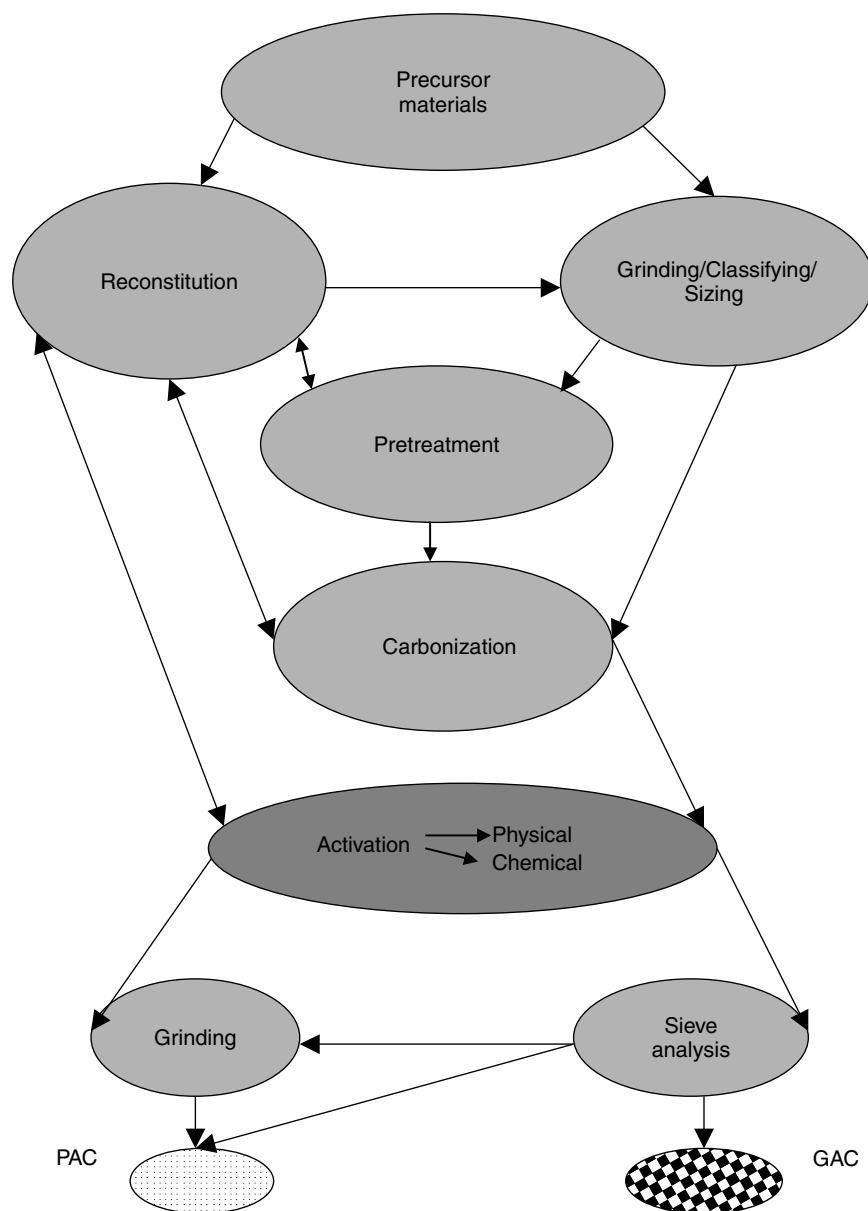 Precursor
materials
Reconstitution
Grinding/Classifying/
Sizing
Pretreatment
Carbonization
Activation
Physical
Chemical
Grinding
Sieve
analysis
PAC
GAC